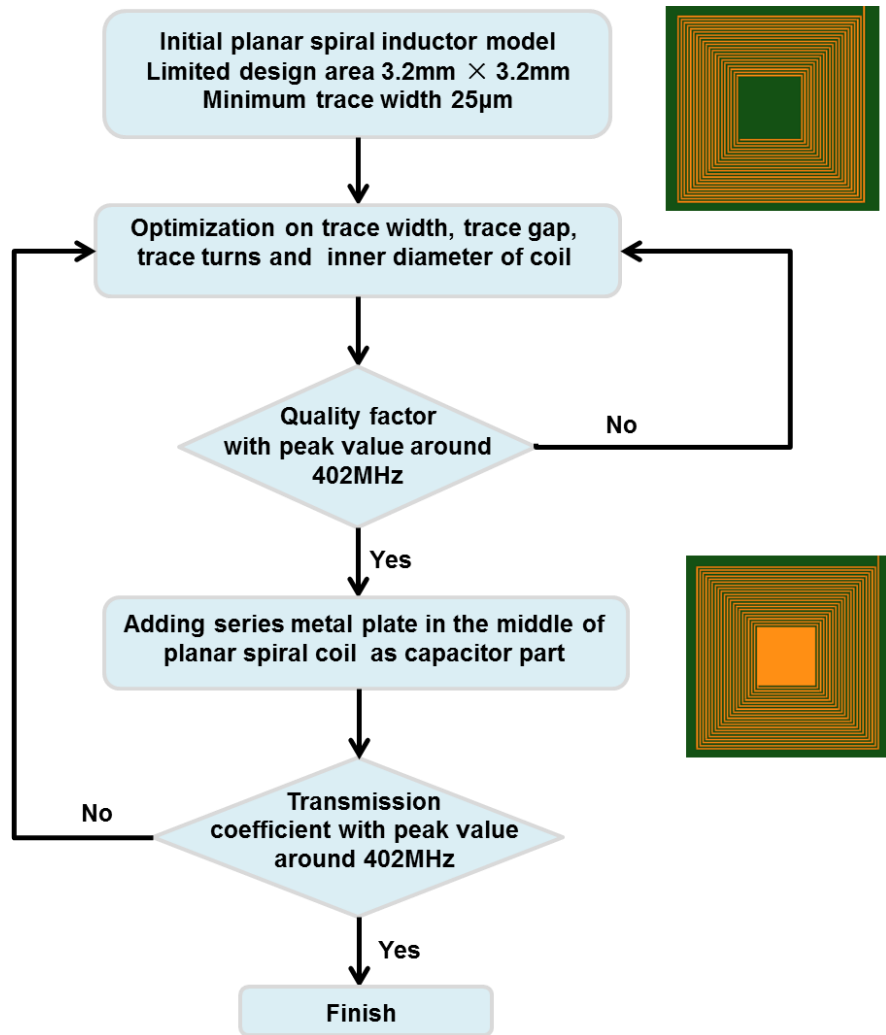 Initial planar spiral inductor model
Limited design area 3.2mm × 3.2mm
Minimum trace width 25μm
Optimization on trace width, trace gap,
trace turns and inner diameter of coil
Quality factor
with peak value around
402MHz
No
Yes
Adding series metal plate in the middle of
planar spiral coil as capacitor part
No
Transmission
coefficient with peak value
around 402MHz
Yes
Finish